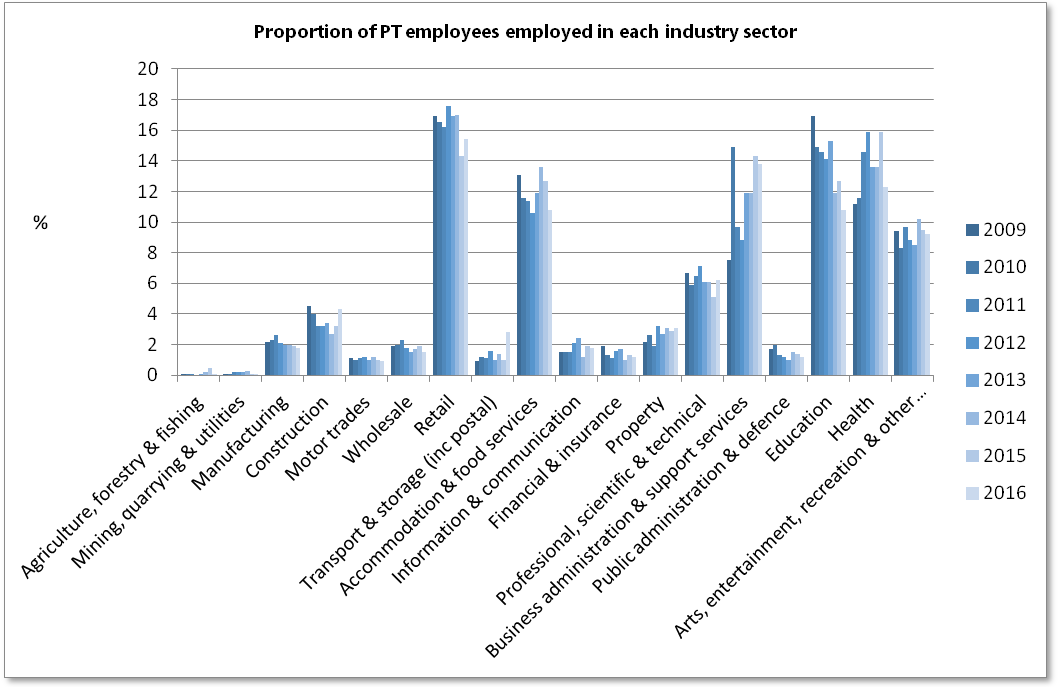 Proportion of PT employees employed in each industry sector
20
18
16
14
12
10
8
6
4
2
0
%
Agriculture, forestry & fishing
Mining, quarrying & utilities
Manufacturing
Construction
Motor trades
Wholesale
Retail
Transport & storage (inc postal)
Accommodation & food services
Information & communication
Financial & insurance
Property
Professional, scientific & technical
Business administration & support services
Public administration & defence
Education
Health
Arts, entertainment, recreation & other...
2009
2010
2011
2012
2013
2014
2015
2016